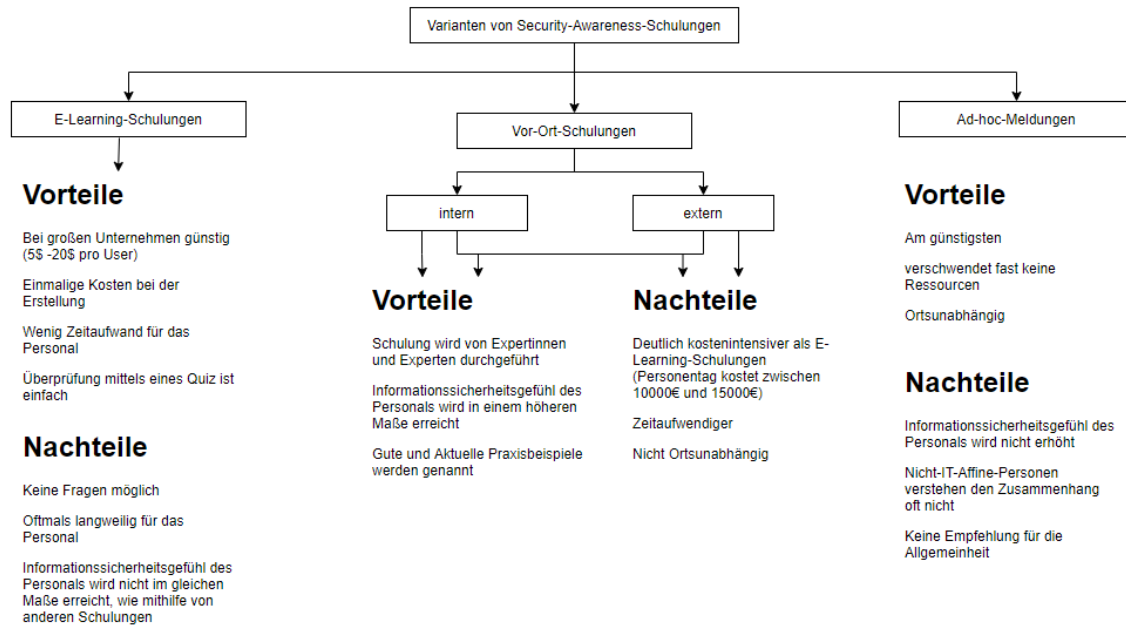 Varianten von Security-Awareness-Schulungen
E-Learning-Schulungen
Vor-Ort-Schulungen
Ad-hoc-Meldungen
intern
extern
Vorteile
Bei großen Unternehmen günstig
(5$ -20$ pro User)
Einmalige Kosten bei der
Erstellung
Wenig Zeitaufwand für das
Personal
Überprüfung mittels eines Quiz ist
einfach
Nachteile
Keine Fragen möglich
Oftmals langweilig für das
Personal
Informationssicherheitsgefühl des
Personals wird nicht im gleichen
Maße erreicht, wie mithilfe von
anderen Schulungen
Vorteile
Schulung wird von Expertinnen
und Experten durchgeführt
Informationssicherheitsgefühl des
Personals wird in einem höheren
Maße erreicht
Gute und Aktuelle Praxisbeispiele
werden genannt
Nachteile
Deutlich kostenintensiver als E-
Learning-Schulungen
(Personentag kostet zwischen
10000€ und 15000€)
Zeitaufwendiger
Nicht Ortsunabhängig
Vorteile
Am günstigsten
verschwendet fast keine
Ressourcen
Ortsunabhängig
Nachteile
Informationssicherheitsgefühl des
Personals wird nicht erhöht
Nicht-IT-Affine-Personen
verstehen den Zusammenhang
oft nicht
Keine Empfehlung für die
Allgemeinheit